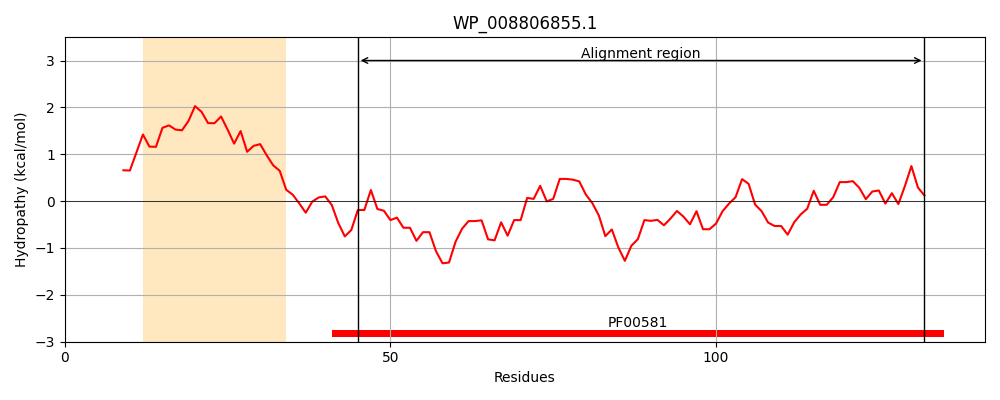 WP_008806855.1
Alignment region
3
2
1
0
−1
−2
−3
Hydropathy (kcal/mol)
PF00581
0
50
100
Residues